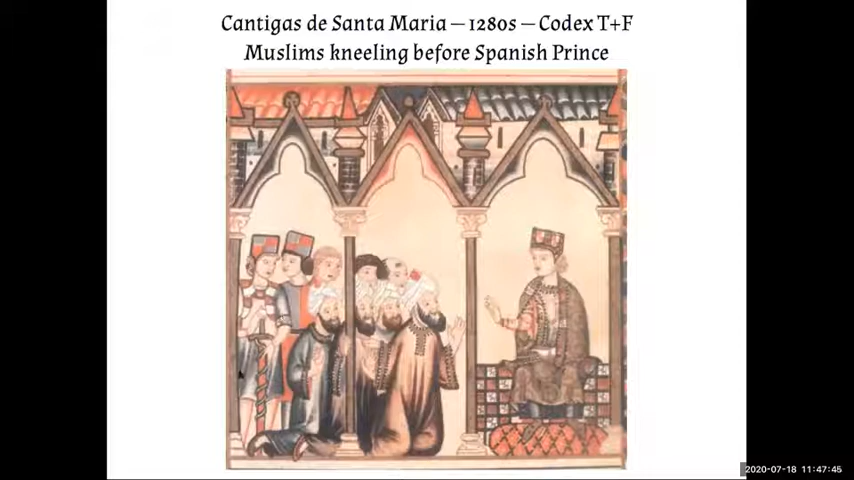 Cantigas de Santa Maria – 1280s – Codex T+F
Muslims kneeling before Spanish Prince
2020-07-18 11:47:45